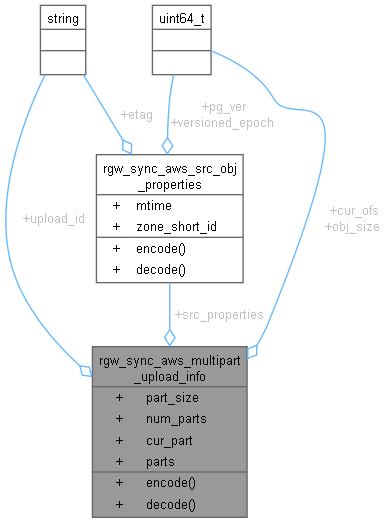 string
uint64_t
+etag
+pg_ver
+versioned_epoch
rgw_sync_aws_src_obj
_properties
+ mtime
+ zone_short_id
+ encode()
+ decode()
+upload_id
+cur_ofs
+obj_size
+src_properties
rgw_sync_aws_multipart
_upload_info
+ part_size
+ num_parts
+ cur_part
+ parts
+ encode()
+ decode()